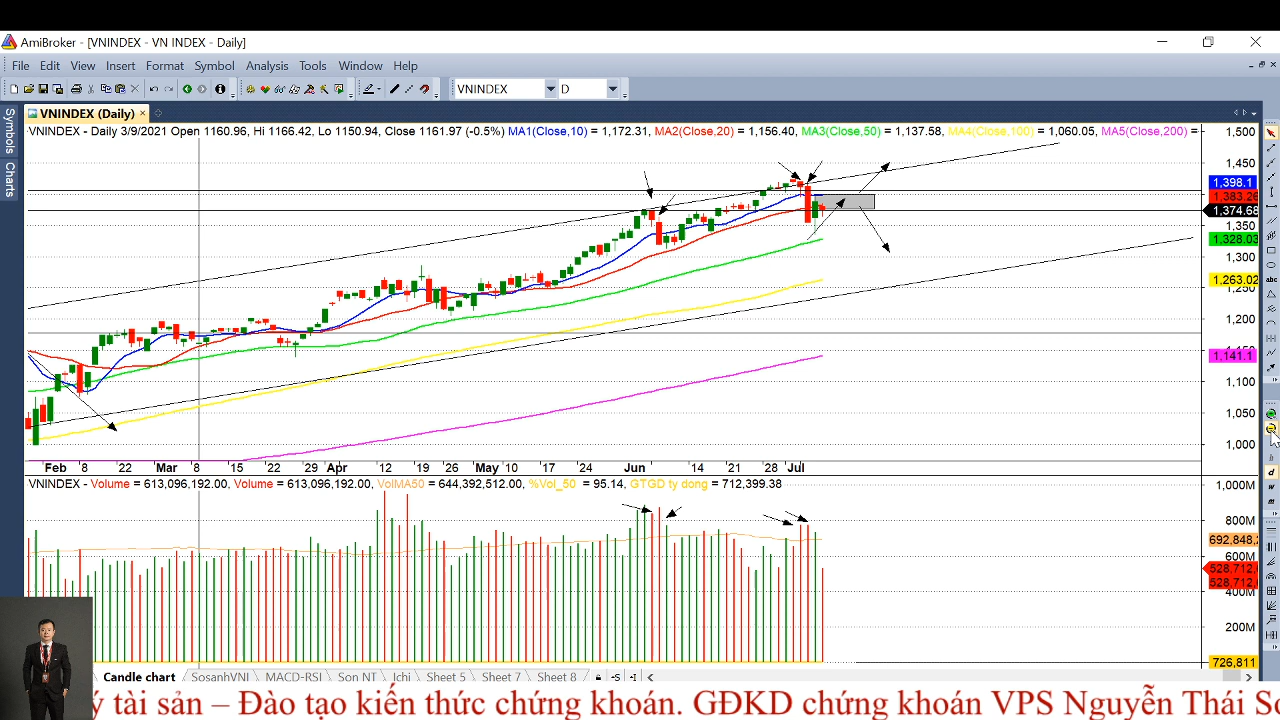 AmiBroker - [VNINDEX - VN INDEX - Daily]
File Edit View Insert Format Symbol Analysis Tools Window Help
VNINDEX D
VNINDEX (Daily)
Symbols
Charts
VNINDEX - Daily 3/9/2021 Open 1160.96, Hi 1166.42, Lo 1150.94, Close 1161.97 (-0.5%) MA1(Close,10) = 1,172.31, MA2(Close,20) = 1,156.40, MA3(Close,50) = 1,137.58, MA4(Close,100) = 1,060.05, MA5(Close,200) =
1,500
1,450
1,398.1
1,383.26
1,374.68
1,350
1,328.03
1,300
1,263.02
1,250
1,200
1,141.1
1,100
1,050
1,000
Feb 8 22 Mar 8 15 22 29 Apr 12 19 26 May 10 17 24 Jun 14 21 28 Jul
VNINDEX - Volume = 613,096,192.00, Volume = 613,096,192.00, VolMA50 = 644,392,512.00, %Vol_50 = 95.14, GTGD ty dong = 712,399.38
1,000M
800M
692,848,
600M
528,712,
528,712,
400M
200M
726,811
Candle chart SosanhVNI MACD-RSI Son NT Ichi Sheet 5 Sheet 7 Sheet 8
ý tài sản – Đào tạo kiến thức chứng khoán. GĐKD chứng khoán VPS Nguyễn Thái